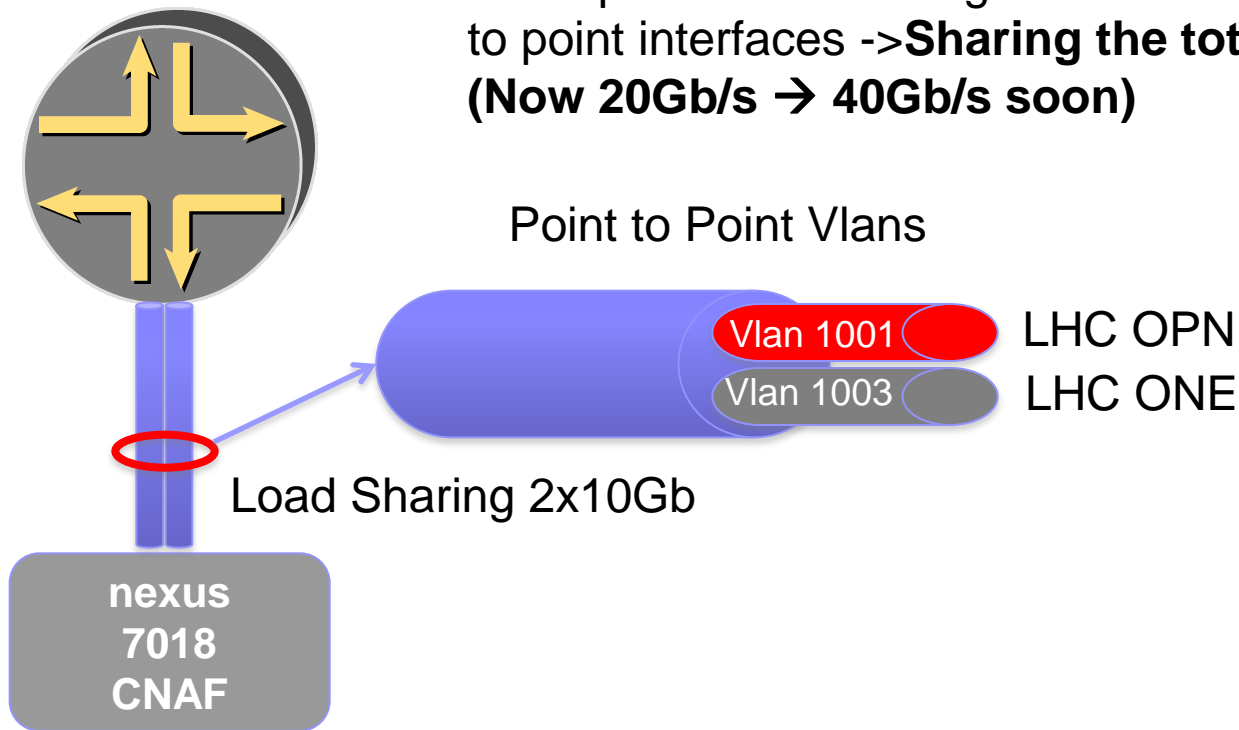 to point interfaces ->Sharing the tot
(Now 20Gb/s → 40Gb/s soon)
Point to Point Vlans
Vlan 1001
LHC OPN
Vlan 1003
LHC ONE
Load Sharing 2x10Gb
nexus
7018
CNAF